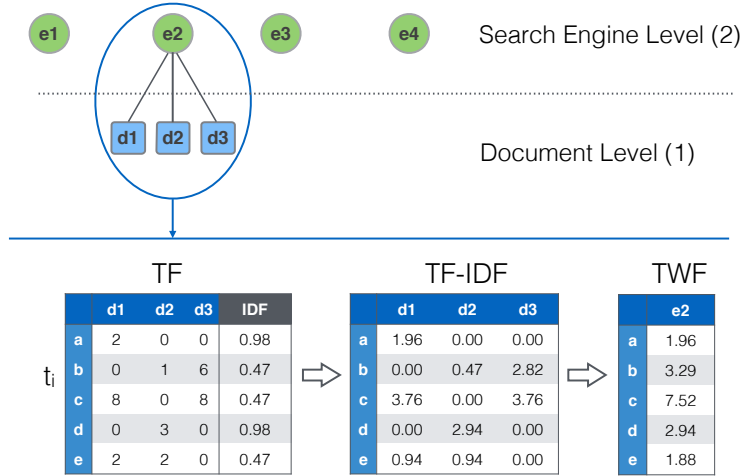 e1 e2 e3 e4 Search Engine Level (2)
d1 d2 d3 Document Level (1)
TF TF-IDF TWF
d1 d2 d3 IDF d1 d2 d3 e2
a 2 0 0 0.98 a 1.96 0.00 0.00 a 1.96
b 0 1 6 0.47 b 0.00 0.47 2.82 b 3.29
ti c 8 0 8 0.47 c 3.76 0.00 3.76 c 7.52
d 0 3 0 0.98 d 0.00 2.94 0.00 d 2.94
e 2 2 0 0.47 e 0.94 0.94 0.00 e 1.88